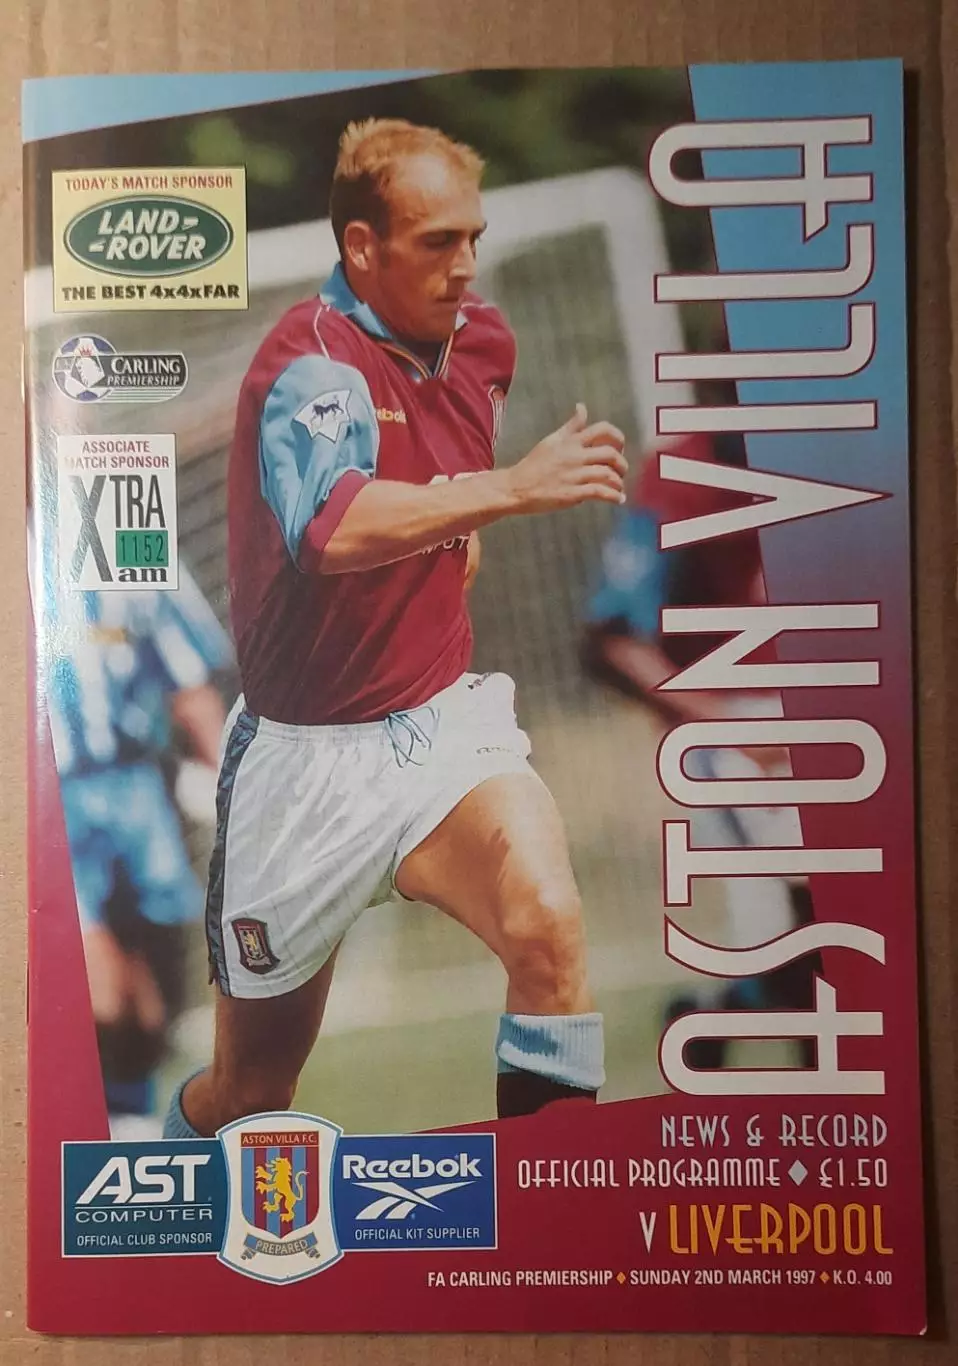 TODAY'S MATCH SPONSOR
LAND-
-ROVER
THE BEST 4x4xFAR
CARLING
PREMIERSHIP
ASSOCIATE
MATCH SPONSOR
XTRA
1152
am
Reebok
ASTON VILLA
NEWS & RECORD
OFFICIAL PROGRAMME ♦ £1.50
V LIVERPOOL
FA CARLING PREMIERSHIP ♦ SUNDAY 2ND MARCH 1997 ♦ K.O. 4.00
AST
COMPUTER
OFFICIAL CLUB SPONSOR
ASTON VILLA F.C.
PREPARED
Reebok
OFFICIAL KIT SUPPLIER